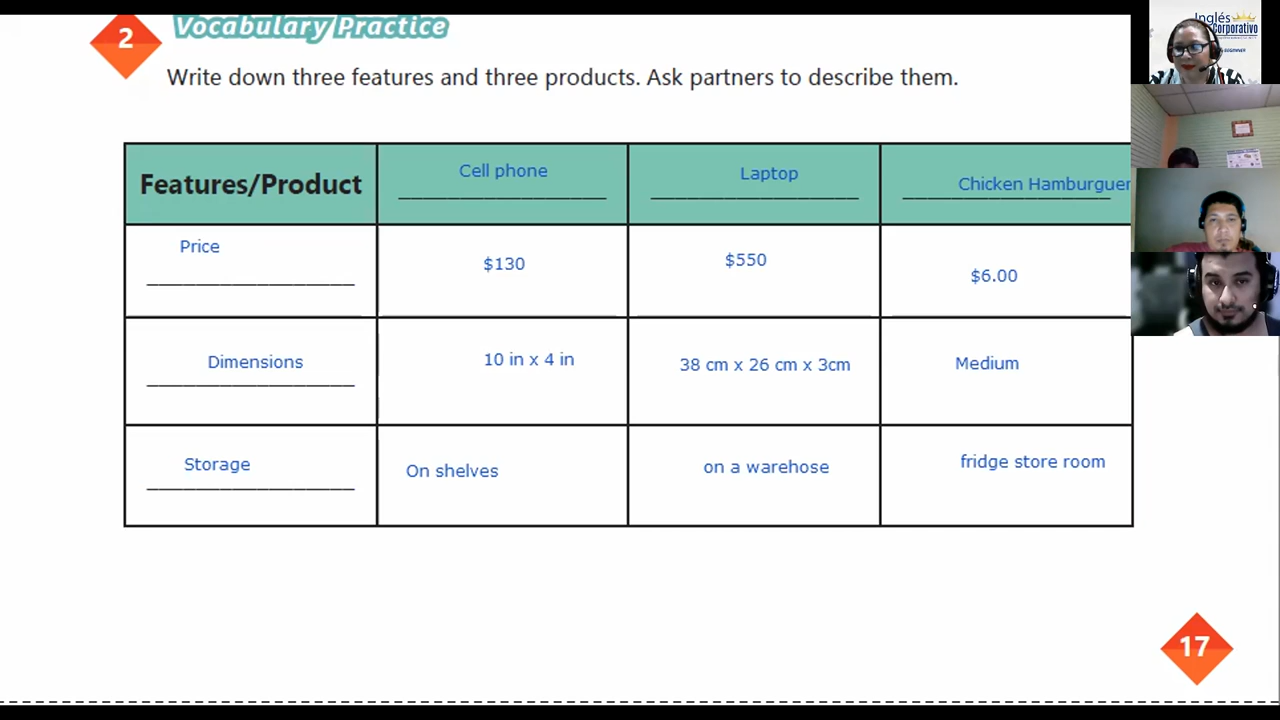 2
Vocabulary Practice
Write down three features and three products. Ask partners to describe them.
Features/Product
Cell phone
Laptop
Chicken Hamburguer
Price
$130
$550
$6.00
Dimensions
10 in x 4 in
38 cm x 26 cm x 3cm
Medium
Storage
On shelves
on a warehose
fridge store room
17
Inglés
Corporativo